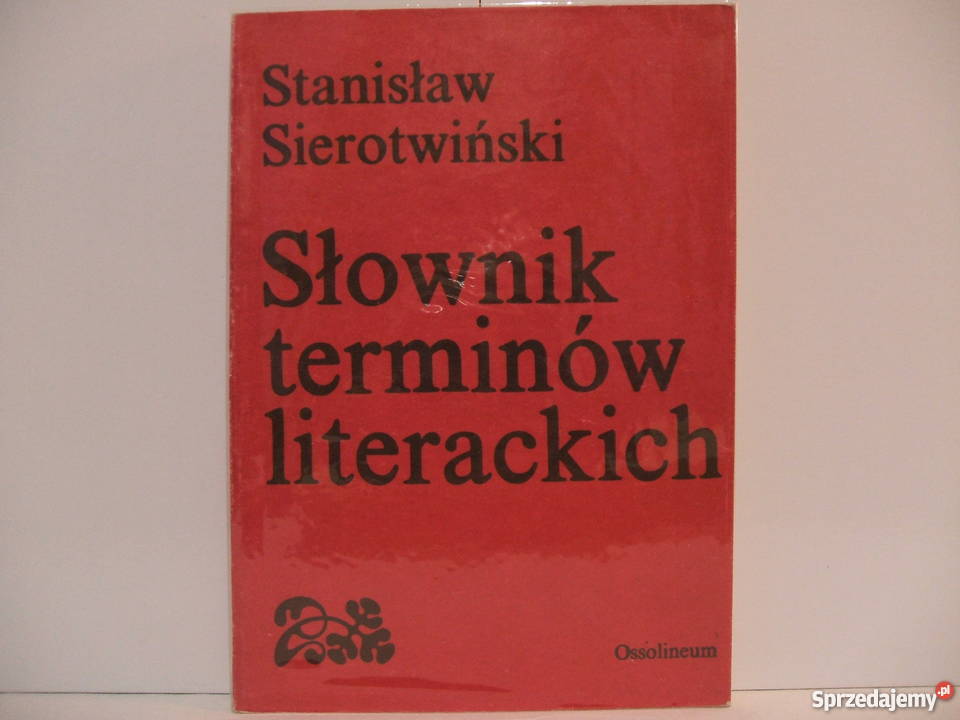 Stanisław
Sierotwiński
Słownik
terminów
literackich
Ossolineum
Sprzedajemy.pl